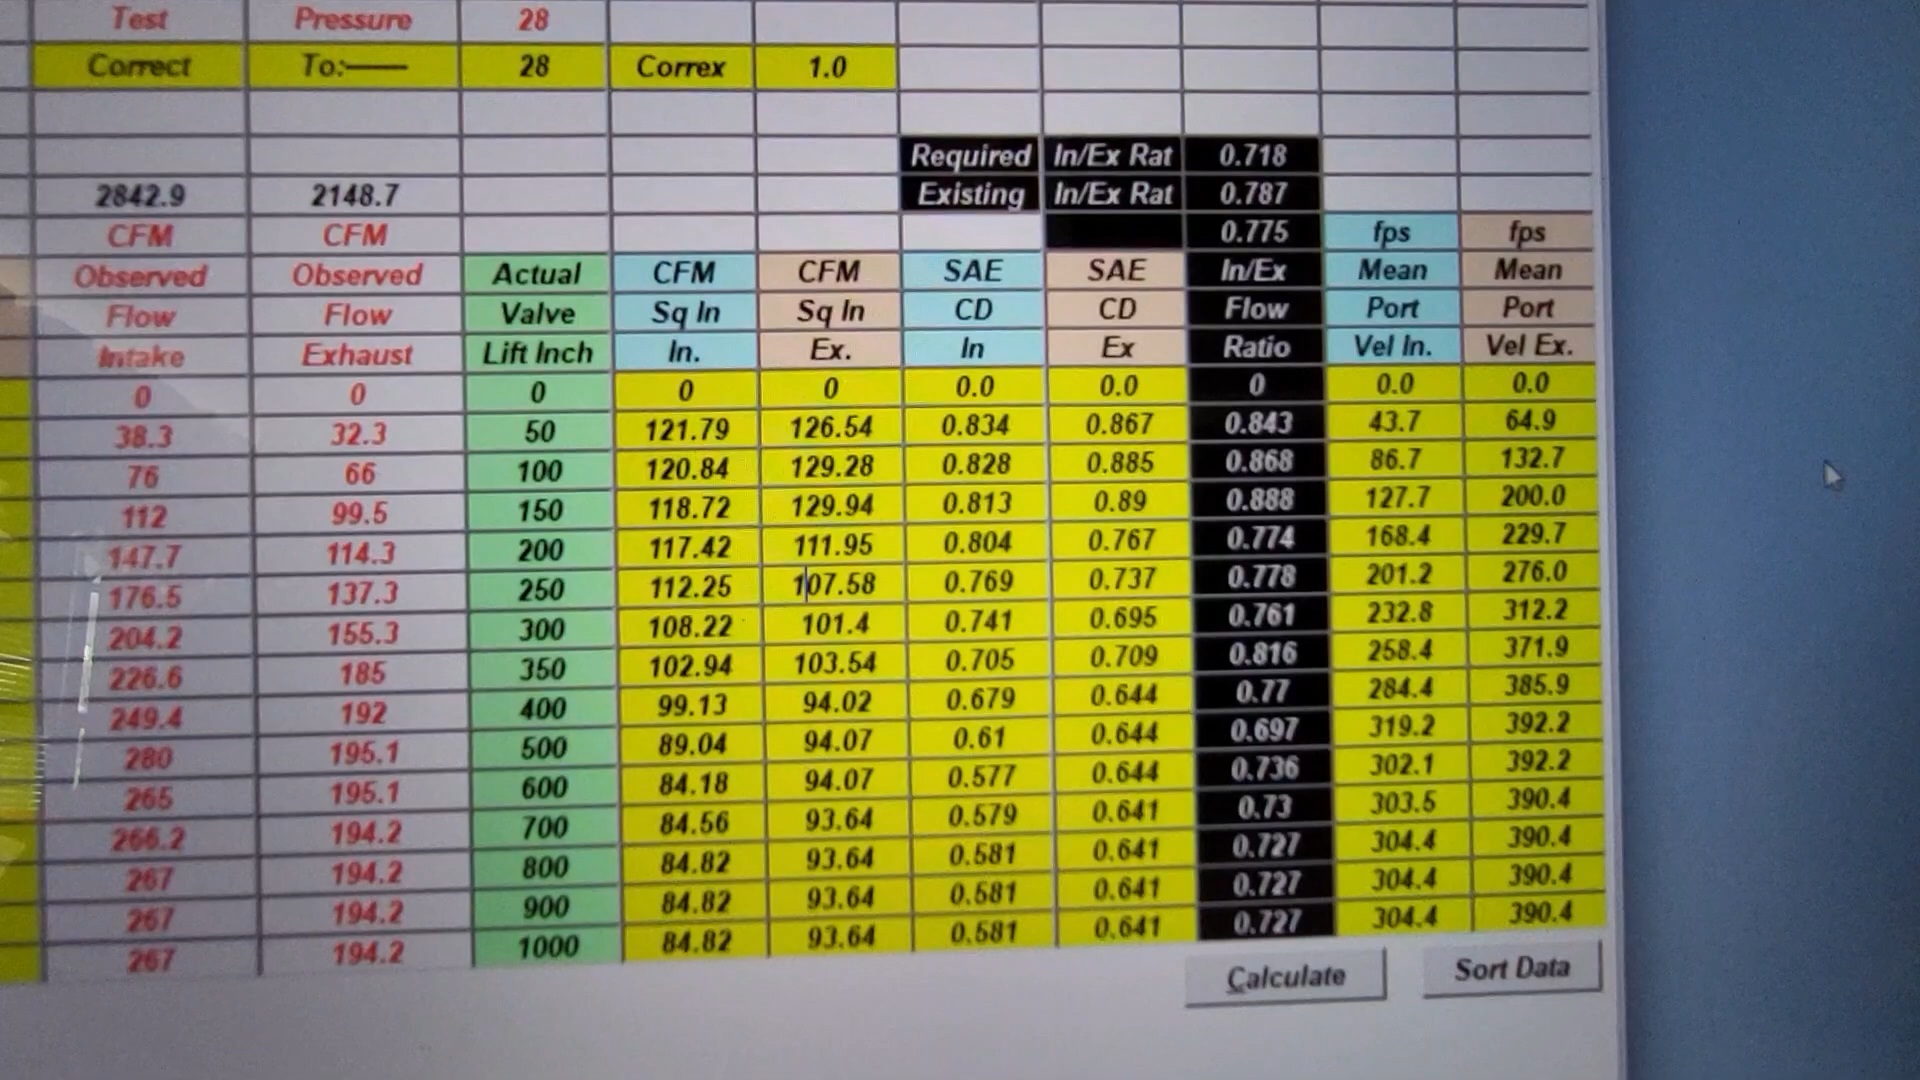 Test Pressure 28
Correct To:—— 28 Correx 1.0
Required In/Ex Rat 0.718
2842.9 2148.7 Existing In/Ex Rat 0.787
CFM CFM 0.775 fps fps
Observed Observed Actual CFM CFM SAE SAE In/Ex Mean Mean
Flow Flow Valve Sq In Sq In CD CD Flow Port Port
Intake Exhaust Lift Inch In. Ex. In Ex Ratio Vel In. Vel Ex.
0 0 0 0 0 0.0 0.0 0 0.0 0.0
38.3 32.3 50 121.79 126.54 0.834 0.867 0.843 43.7 64.9
76 66 100 120.84 129.28 0.828 0.885 0.868 86.7 132.7
112 99.5 150 118.72 129.94 0.813 0.89 0.888 127.7 200.0
147.7 114.3 200 117.42 111.95 0.804 0.767 0.774 168.4 229.7
176.5 137.3 250 112.25 107.58 0.769 0.737 0.778 201.2 276.0
204.2 155.3 300 108.22 101.4 0.741 0.695 0.761 232.8 312.2
226.6 185 350 102.94 103.54 0.705 0.709 0.816 258.4 371.9
249.4 192 400 99.13 94.02 0.679 0.644 0.77 284.4 385.9
280 195.1 500 89.04 94.07 0.61 0.644 0.697 319.2 392.2
265 195.1 600 84.18 94.07 0.577 0.644 0.736 302.1 392.2
266.2 194.2 700 84.56 93.64 0.579 0.641 0.73 303.5 390.4
267 194.2 800 84.82 93.64 0.581 0.641 0.727 304.4 390.4
267 194.2 900 84.82 93.64 0.581 0.641 0.727 304.4 390.4
267 194.2 1000 84.82 93.64 0.581 0.641 0.727 304.4 390.4
Calculate Sort Data